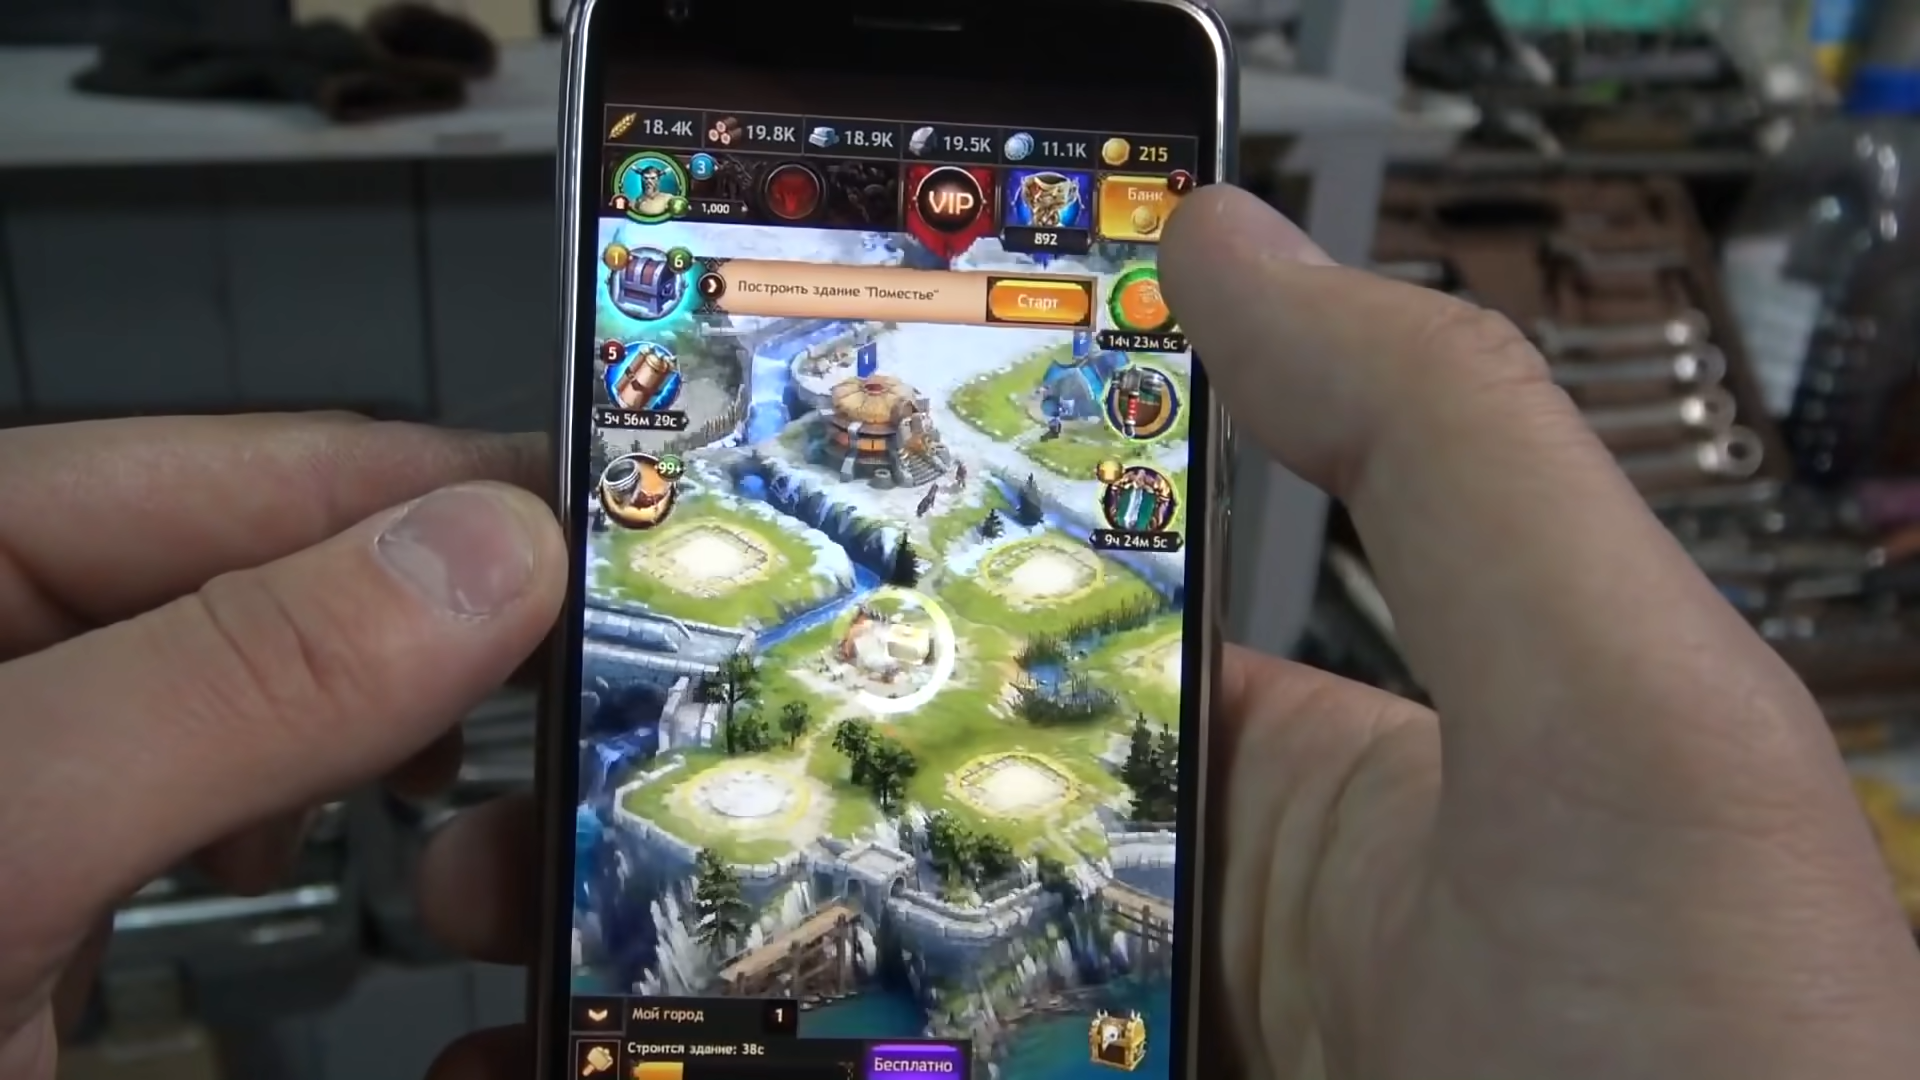 18.4K 19.8K 18.9K 19.5K 11.1K 215
3 VIP Банк 7
1,000
892
1 6
Построить здание "Поместье" Старт
14ч 23м 6с
1
5
5ч 56м 29с
99+
9ч 24м 5с
Мой город 1
Строится здание: 38с
Бесплатно